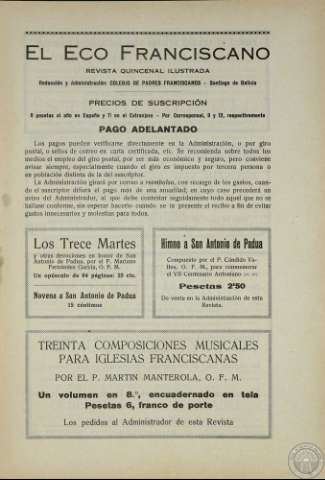 EL ECO FRANCISCANO
REVISTA QUINCENAL ILUSTRADA
Redacción y Administración COLEGIO DE PADRES FRANCISCANOS - Santiago de Galicia
PRECIOS DE SUSCRIPCIÓN
8 pesetas al año en España y 11 en el Extranjero - Por Corresponsal, 9 y 12, respectivamente
PAGO ADELANTADO
Los pagos pueden verificarse directamente en la Administración, o por giro
postal, o sellos de correo en carta certificada, etc. Se recomienda sobre todos los
medios el empleo del giro postal, por ser más económico y seguro, pero conviene
avisar siempre, especialmente cuando el giro es impuesto por tercera persona o
en población distinta de la del suscriptor.
La Administración girará por correo a reembolso, con recargo de los gastos, cuan-
do el suscriptor difiera el pago más de una anualidad, en cuyo caso precederá un
aviso del Administrador, al que debe contestar seguidamente todo aquel que no se
hallare conforme, sin esperar hacerlo cuando se le presente el recibo a fin de evitar
gastos innecesarios y molestias para todos.
Los Trece Martes
y otras devociones en honor de San
Antonio de Padua, por el P. Mariano
Fernández García, O. F. M.
Un opúsculo de 64 páginas: 25 cts.
Novena a San Antonio de Padua
15 céntimos
Himno a San Antonio de Padua
Compuesto por el P. Cándido Vi-
ños, O. F. M., para conmemorar
el VII Centenario Antoniano
Pesetas 2'50
De venta en la Administración de esta
Revista.
TREINTA COMPOSICIONES MUSICALES
PARA IGLESIAS FRANCISCANAS
POR EL P. MARTIN MANTEROLA, O. F. M.
Un volumen en 8.º, encuadernado en tela
Pesetas 6, franco de porte
Los pedidos al Administrador de esta Revista